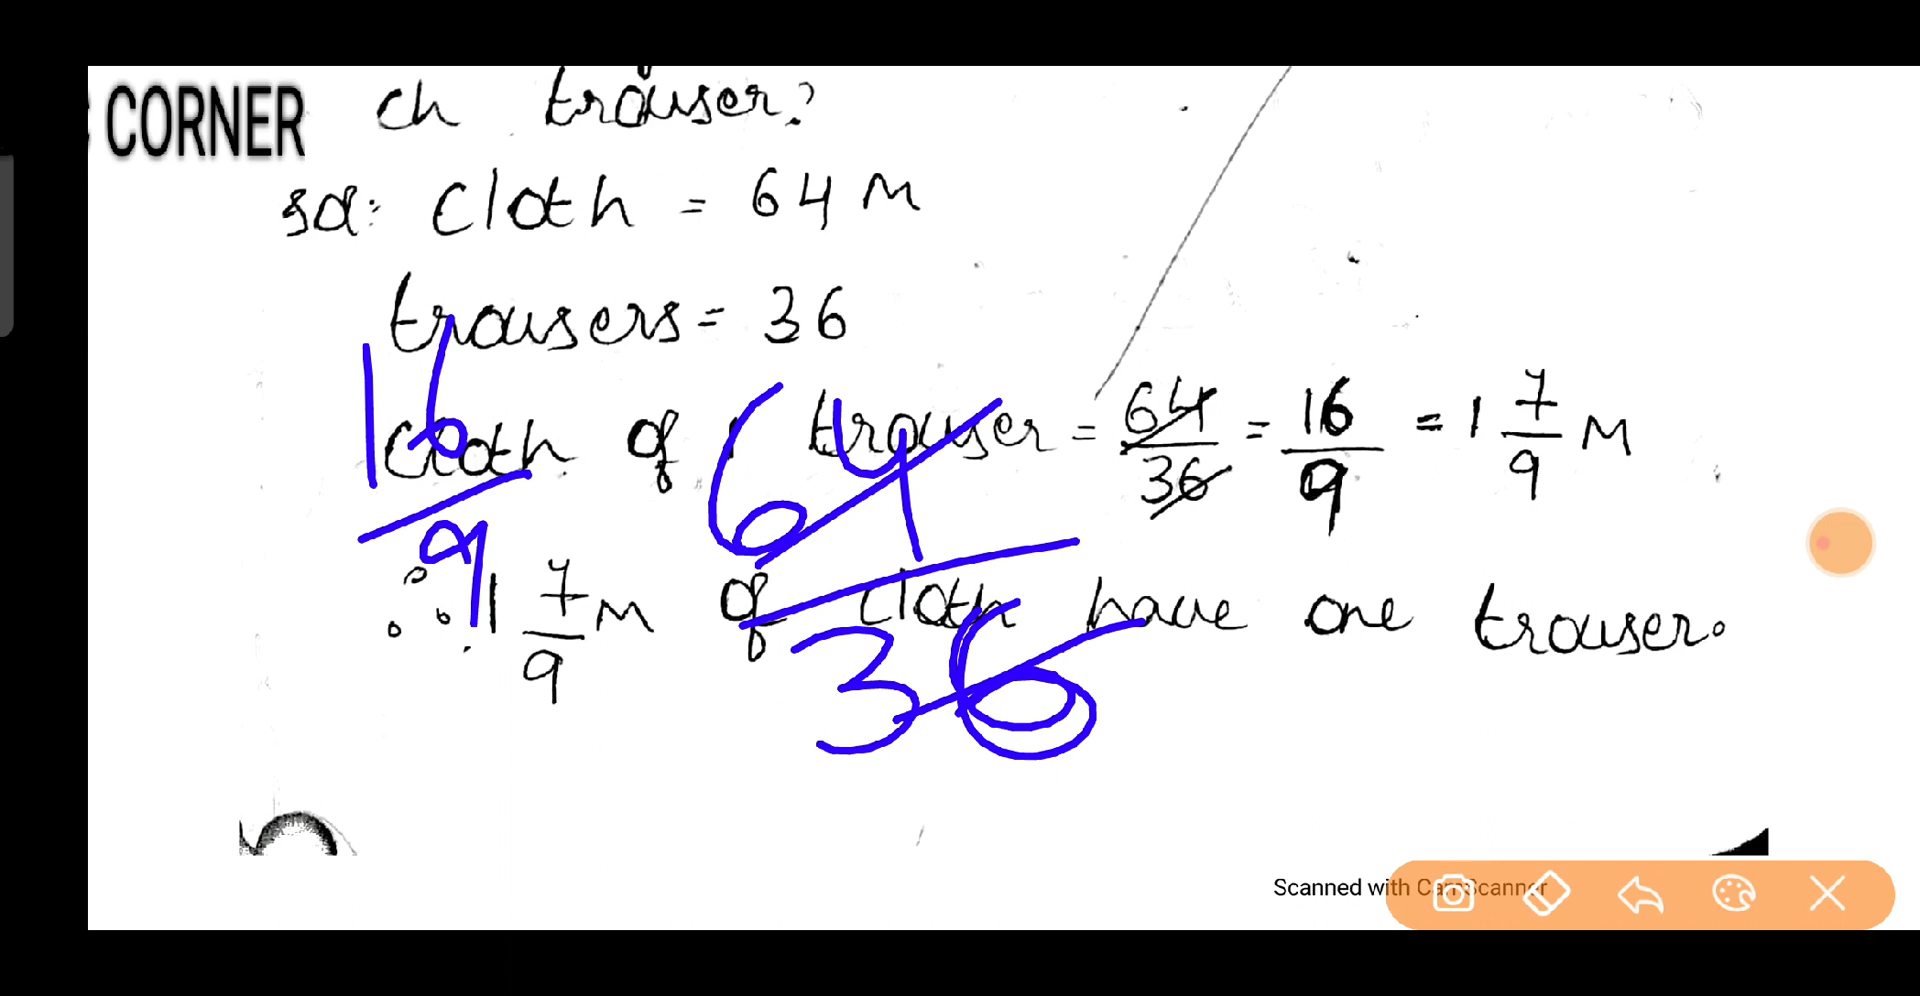 CORNER ch trouser?
sol: Cloth = 64 M
trousers = 36
Cloth of 1 trouser = 64/36 = 16/9 = 1 7/9 M
16/9 64/36
∴ 1 7/9 M of cloth have one trouser.
Scanned with CamScanner